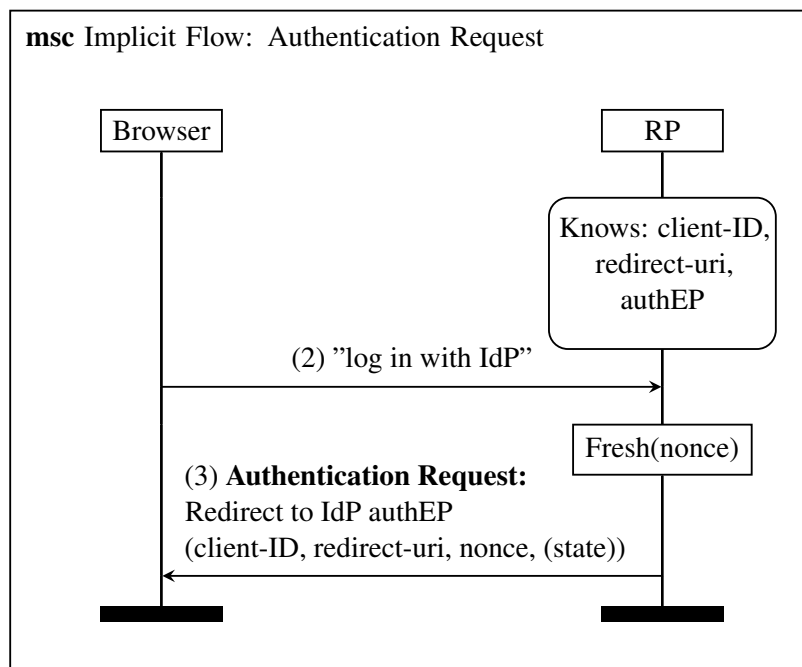 msc Implicit Flow: Authentication Request
Browser
RP
Knows: client-ID,
redirect-uri,
authEP
(2) ”log in with IdP”
Fresh(nonce)
(3) Authentication Request:
Redirect to IdP authEP
(client-ID, redirect-uri, nonce, (state))